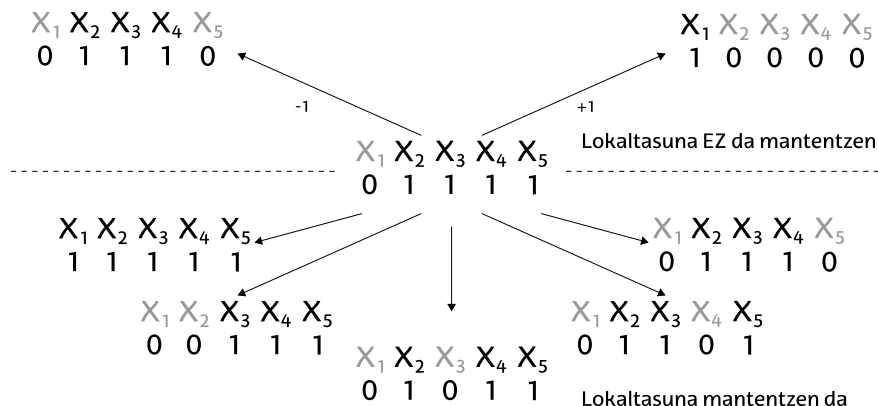 X₁ X₂ X₃ X₄ X₅
0 1 1 1 0
X₁ X₂ X₃ X₄ X₅
1 0 0 0 0
-1
+1
Lokaltasuna EZ da mantentzen
X₁ X₂ X₃ X₄ X₅
0 1 1 1 1
X₁ X₂ X₃ X₄ X₅
1 1 1 1 1
X₁ X₂ X₃ X₄ X₅
0 1 1 1 0
X₁ X₂ X₃ X₄ X₅
0 0 1 1 1
X₁ X₂ X₃ X₄ X₅
0 1 1 0 1
X₁ X₂ X₃ X₄ X₅
0 1 0 1 1
Lokaltasuna mantentzen da